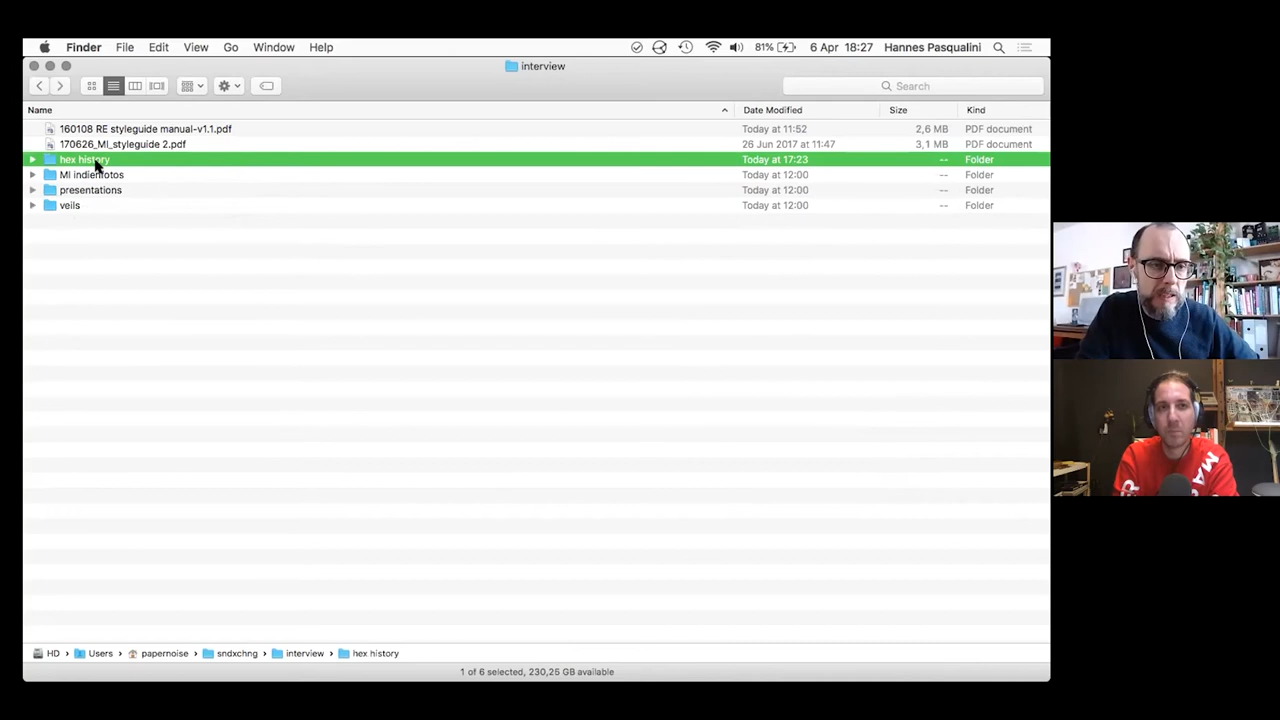 Finder File Edit View Go Window Help 81% 6 Apr 18:27 Hannes Pasqualini
interview
Search
Name Date Modified Size Kind
160108 RE styleguide manual-v1.1.pdf Today at 11:52 2,6 MB PDF document
170626_MI_styleguide 2.pdf 26 Jun 2017 at 11:47 3,1 MB PDF document
hex history Today at 17:23 -- Folder
MI Today at 12:00 -- Folder
presentations Today at 12:00 -- Folder
veils Today at 12:00 -- Folder
HD › Users › papernoise › sndxchng › interview › hex history
1 of 6 selected, 230,25 GB available